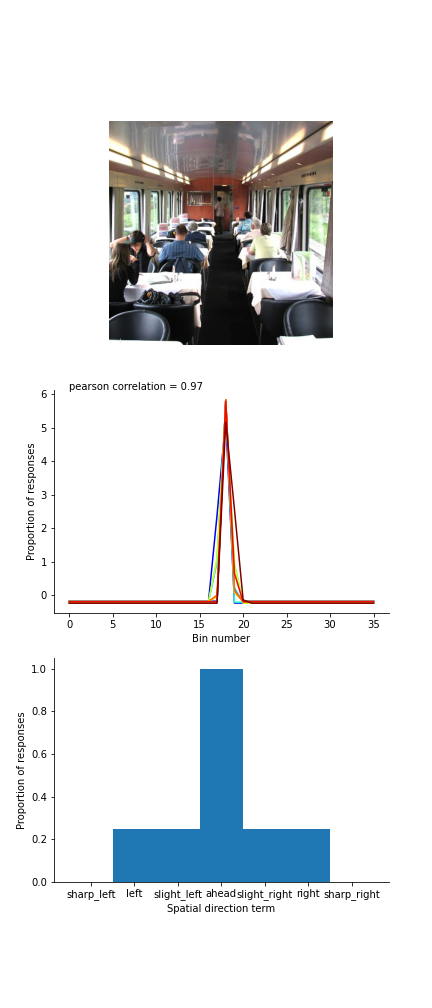 pearson correlation = 0.97
6
5
4
3
2
1
0
Proportion of responses
0 5 10 15 20 25 30 35
Bin number
1.0
0.8
0.6
0.4
0.2
0.0
Proportion of responses
sharp_left left slight_left ahead slight_right right sharp_right
Spatial direction term